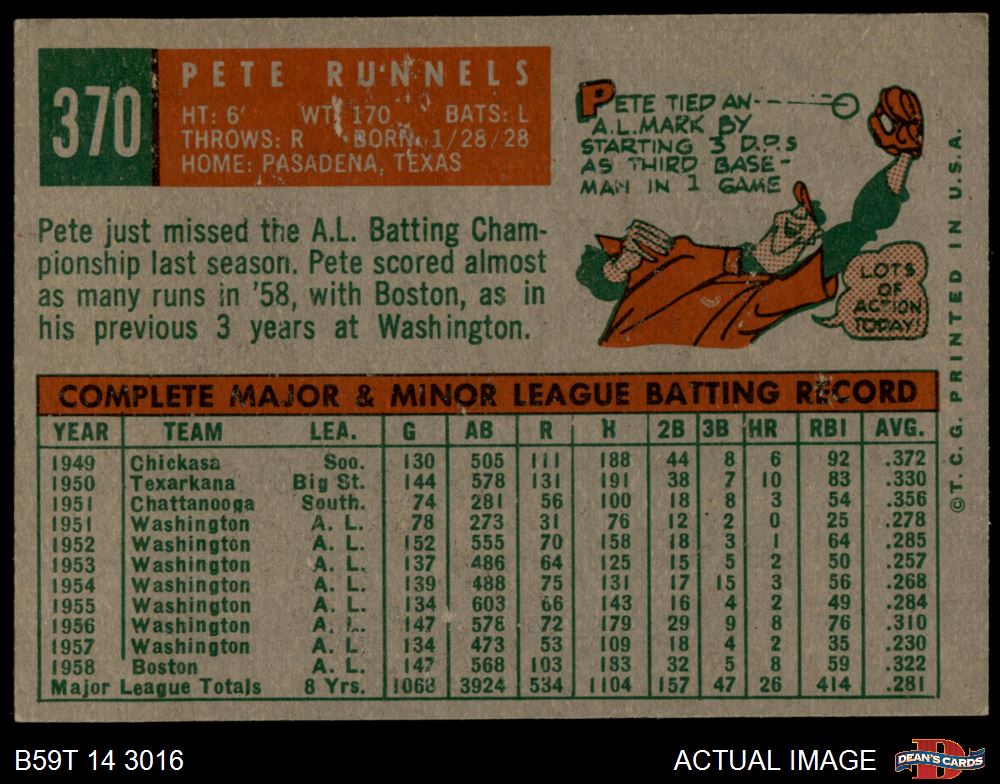 370
PETE RUNNELS
HT: 6' WT: 170 BATS: L
THROWS: R BORN: 1/28/28
HOME: PASADENA, TEXAS
PETE TIED AN
A.L. MARK BY
STARTING 3 D.P.S
AS THIRD BASE-
MAN IN 1 GAME
LOTS
OF
ACTION
TODAY
Pete just missed the A.L. Batting Cham-
pionship last season. Pete scored almost
as many runs in '58, with Boston, as in
his previous 3 years at Washington.
COMPLETE MAJOR & MINOR LEAGUE BATTING RECORD
YEAR TEAM LEA. G AB R H 2B 3B HR RBI AVG.
1949 Chickasa Soo. 130 505 111 188 44 8 6 92 .372
1950 Texarkana Big St. 144 578 131 191 38 7 10 83 .330
1951 Chattanooga South. 74 281 56 100 18 8 3 54 .356
1951 Washington A. L. 78 273 31 76 12 2 0 25 .278
1952 Washington A. L. 152 555 70 158 18 3 1 64 .285
1953 Washington A. L. 137 486 64 125 15 5 2 50 .257
1954 Washington A. L. 139 488 75 131 17 15 3 56 .268
1955 Washington A. L. 134 603 66 143 16 4 2 49 .284
1956 Washington A. L. 147 578 72 179 29 9 8 76 .310
1957 Washington A. L. 134 473 53 109 18 4 2 35 .230
1958 Boston A. L. 147 568 103 183 32 5 8 59 .322
Major League Totals 8 Yrs. 1068 3924 534 1104 157 47 26 414 .281
© T. C. G. PRINTED IN U.S.A.
B59T 14 3016
ACTUAL IMAGE
DEAN'S CARDS